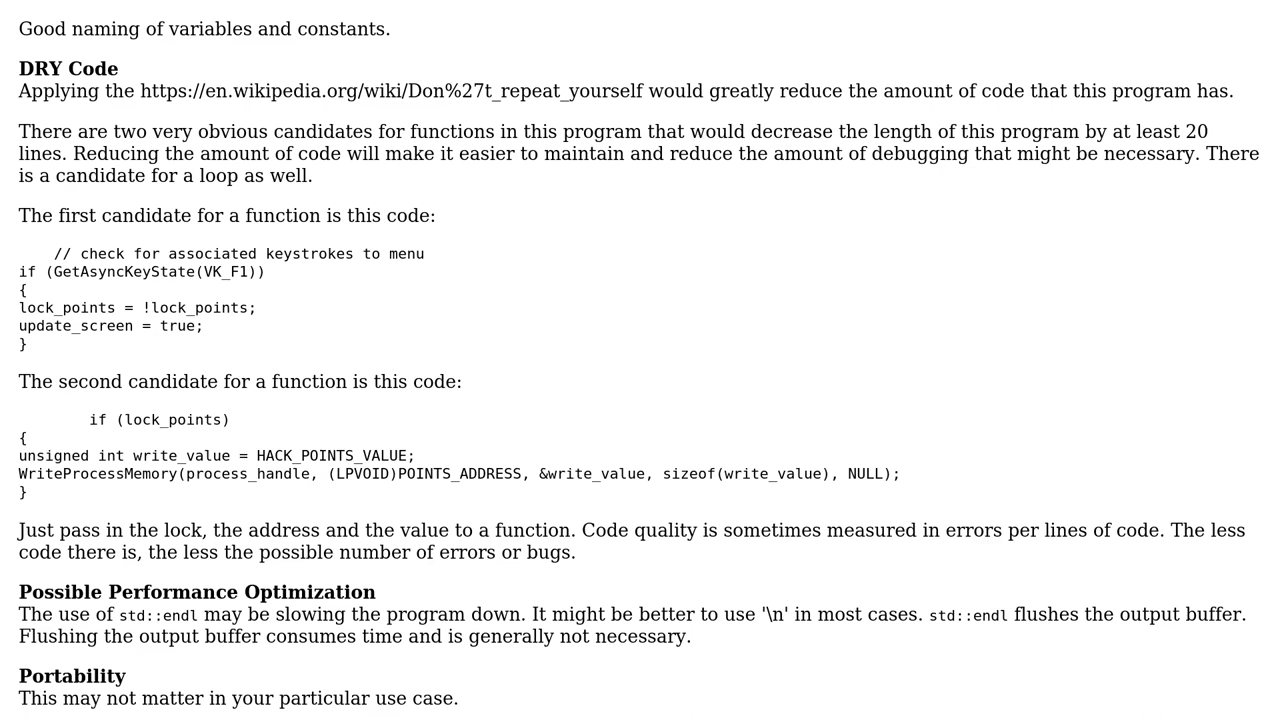 Good naming of variables and constants.
DRY Code
Applying the https://en.wikipedia.org/wiki/Don%27t_repeat_yourself would greatly reduce the amount of code that this program has.
There are two very obvious candidates for functions in this program that would decrease the length of this program by at least 20
lines. Reducing the amount of code will make it easier to maintain and reduce the amount of debugging that might be necessary. There
is a candidate for a loop as well.
The first candidate for a function is this code:
    // check for associated keystrokes to menu
if (GetAsyncKeyState(VK_F1))
{
lock_points = !lock_points;
update_screen = true;
}
The second candidate for a function is this code:
        if (lock_points)
{
unsigned int write_value = HACK_POINTS_VALUE;
WriteProcessMemory(process_handle, (LPVOID)POINTS_ADDRESS, &write_value, sizeof(write_value), NULL);
}
Just pass in the lock, the address and the value to a function. Code quality is sometimes measured in errors per lines of code. The less
code there is, the less the possible number of errors or bugs.
Possible Performance Optimization
The use of std::endl may be slowing the program down. It might be better to use '\n' in most cases. std::endl flushes the output buffer.
Flushing the output buffer consumes time and is generally not necessary.
Portability
This may not matter in your particular use case.